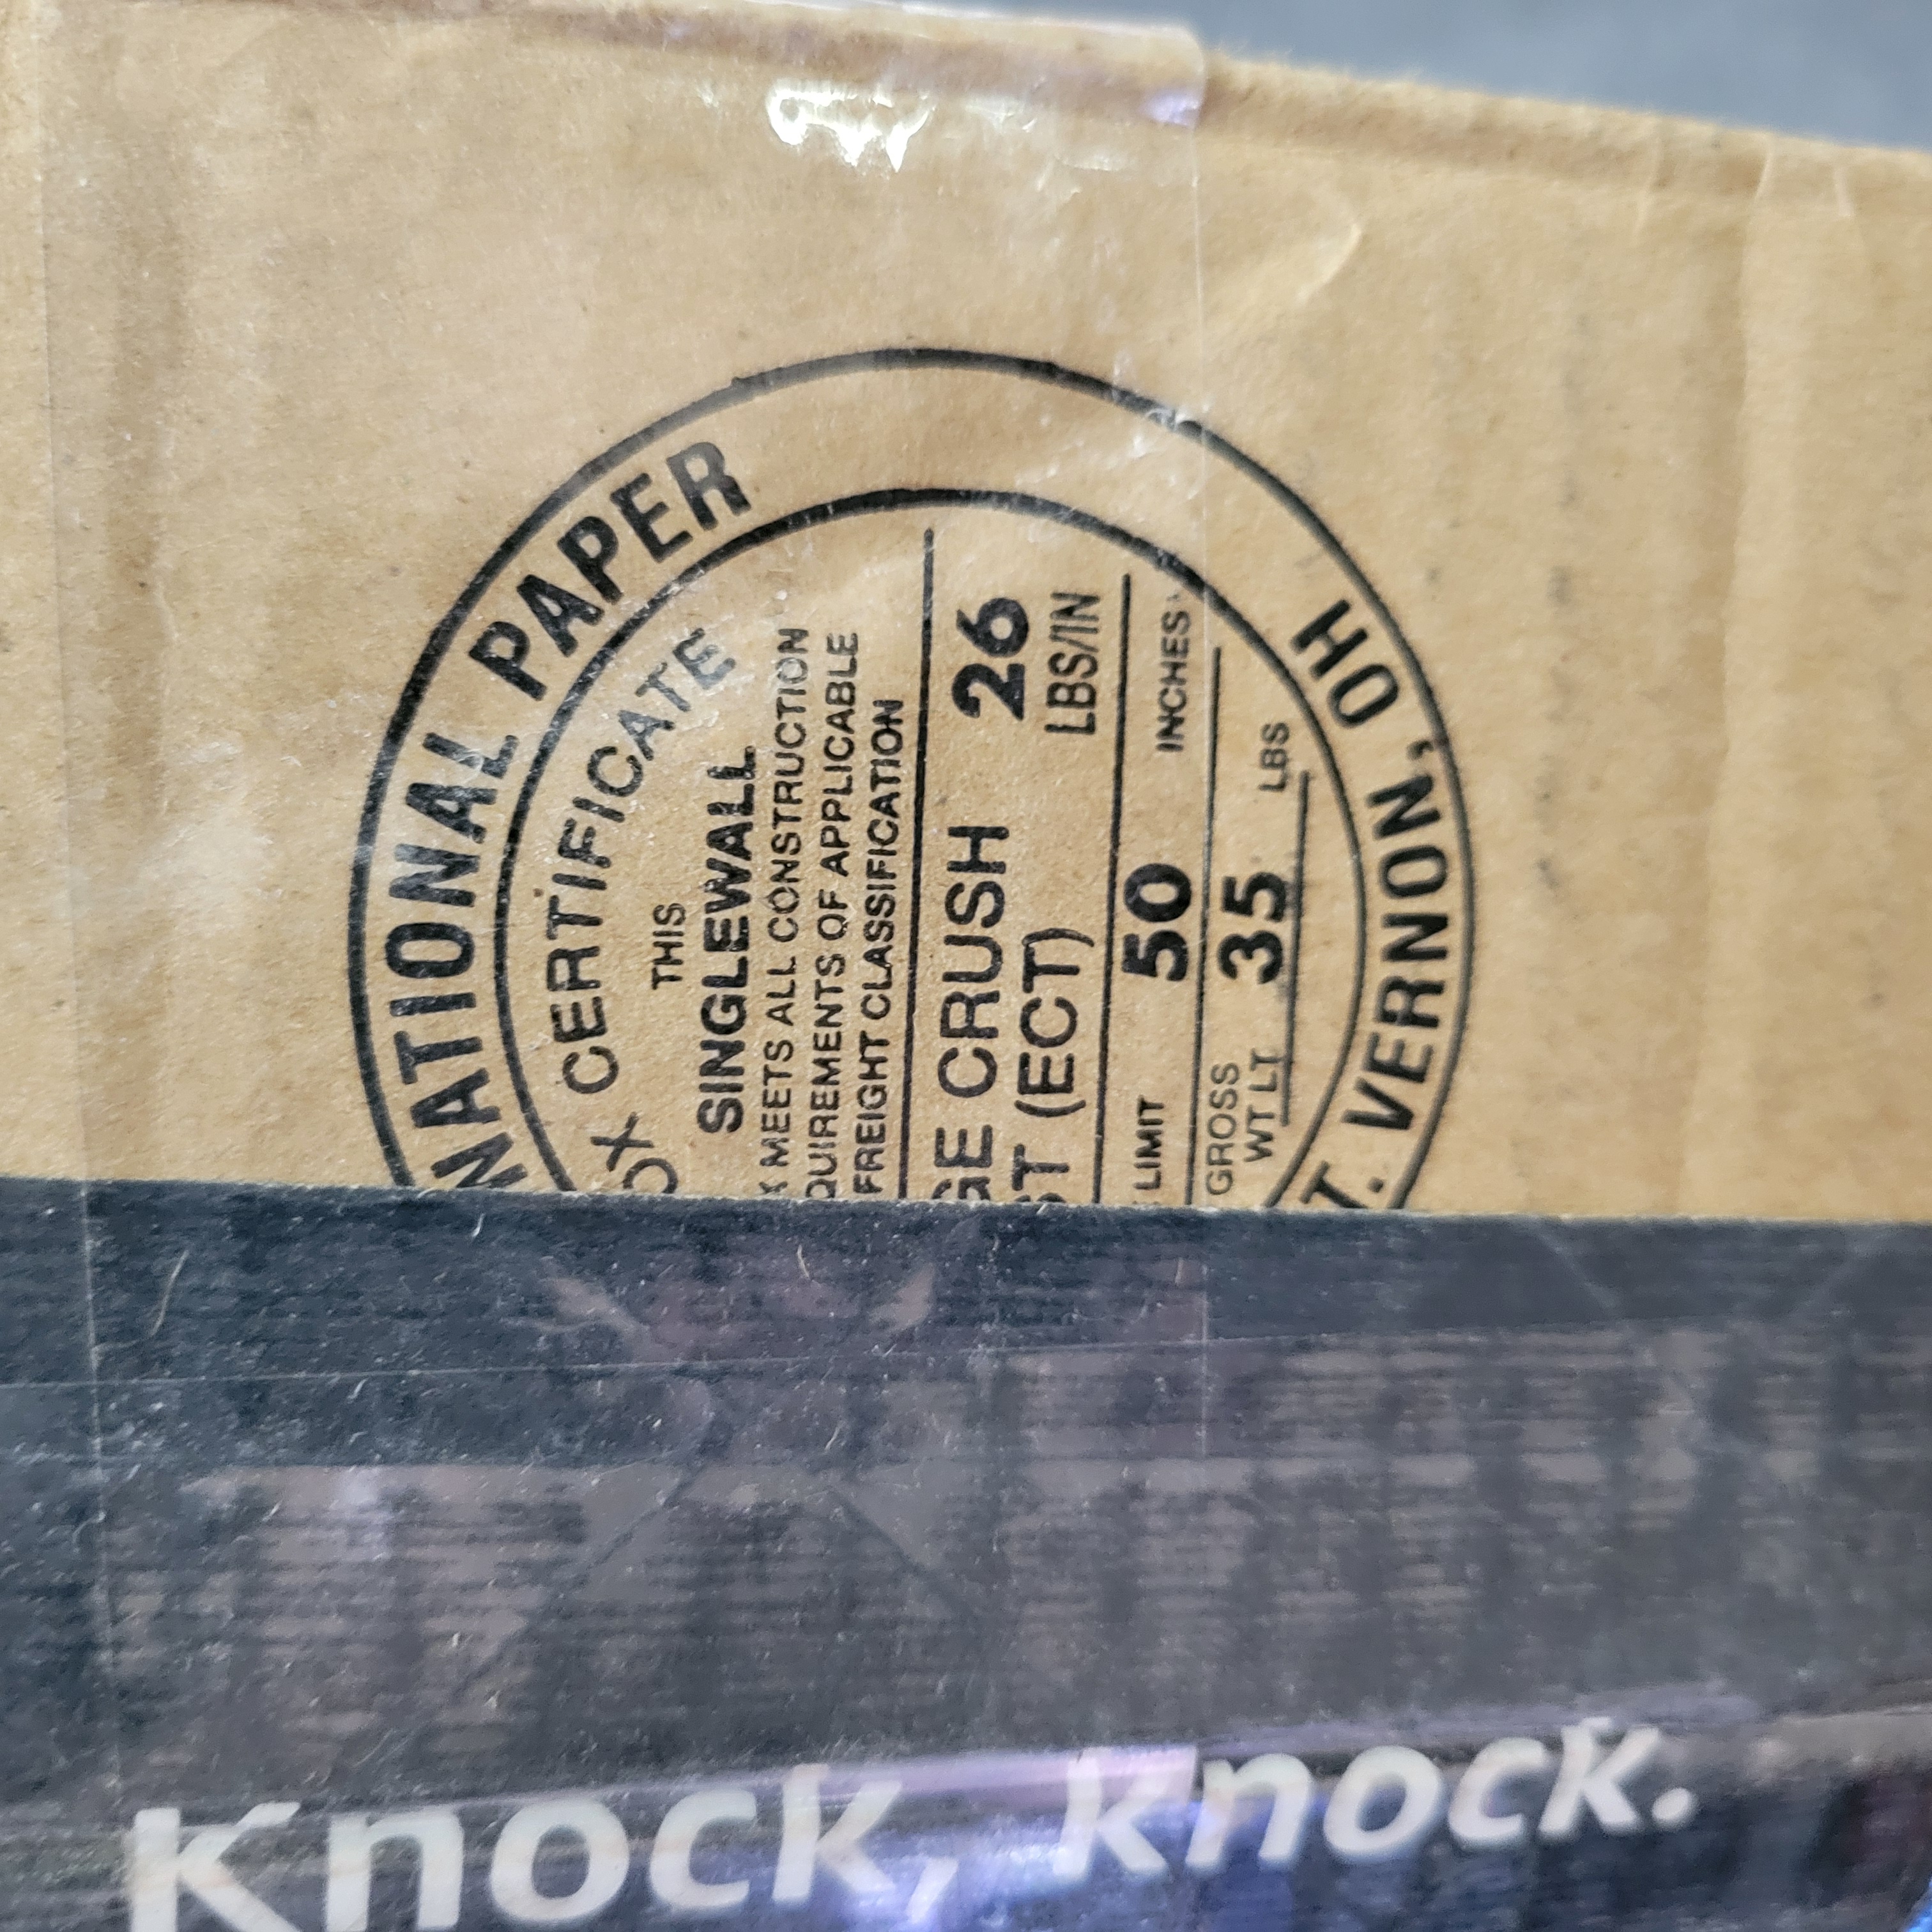 NATIONAL PAPER
CERTIFICATE
THIS
SINGLEWALL
MEETS ALL CONSTRUCTION
QUIREMENTS OF APPLICABLE
FREIGHT CLASSIFICATION
GE CRUSH 26
ST (ECT) LBS/IN
LIMIT 50 INCHES
GROSS
WT LT 35 LBS
T. VERNON, OH
Knock, knock.